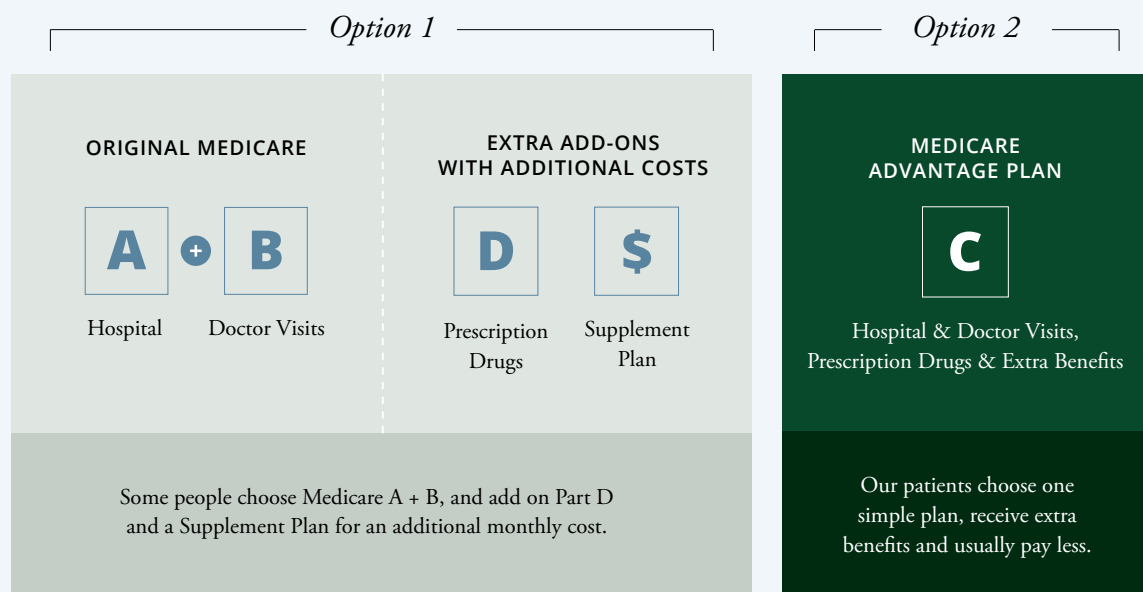 Option 1
ORIGINAL MEDICARE
A + B
Hospital
Doctor Visits
EXTRA ADD-ONS
WITH ADDITIONAL COSTS
D
$
Prescription
Drugs
Supplement
Plan
Some people choose Medicare A + B, and add on Part D
and a Supplement Plan for an additional monthly cost.
Option 2
MEDICARE
ADVANTAGE PLAN
C
Hospital & Doctor Visits,
Prescription Drugs & Extra Benefits
Our patients choose one
simple plan, receive extra
benefits and usually pay less.